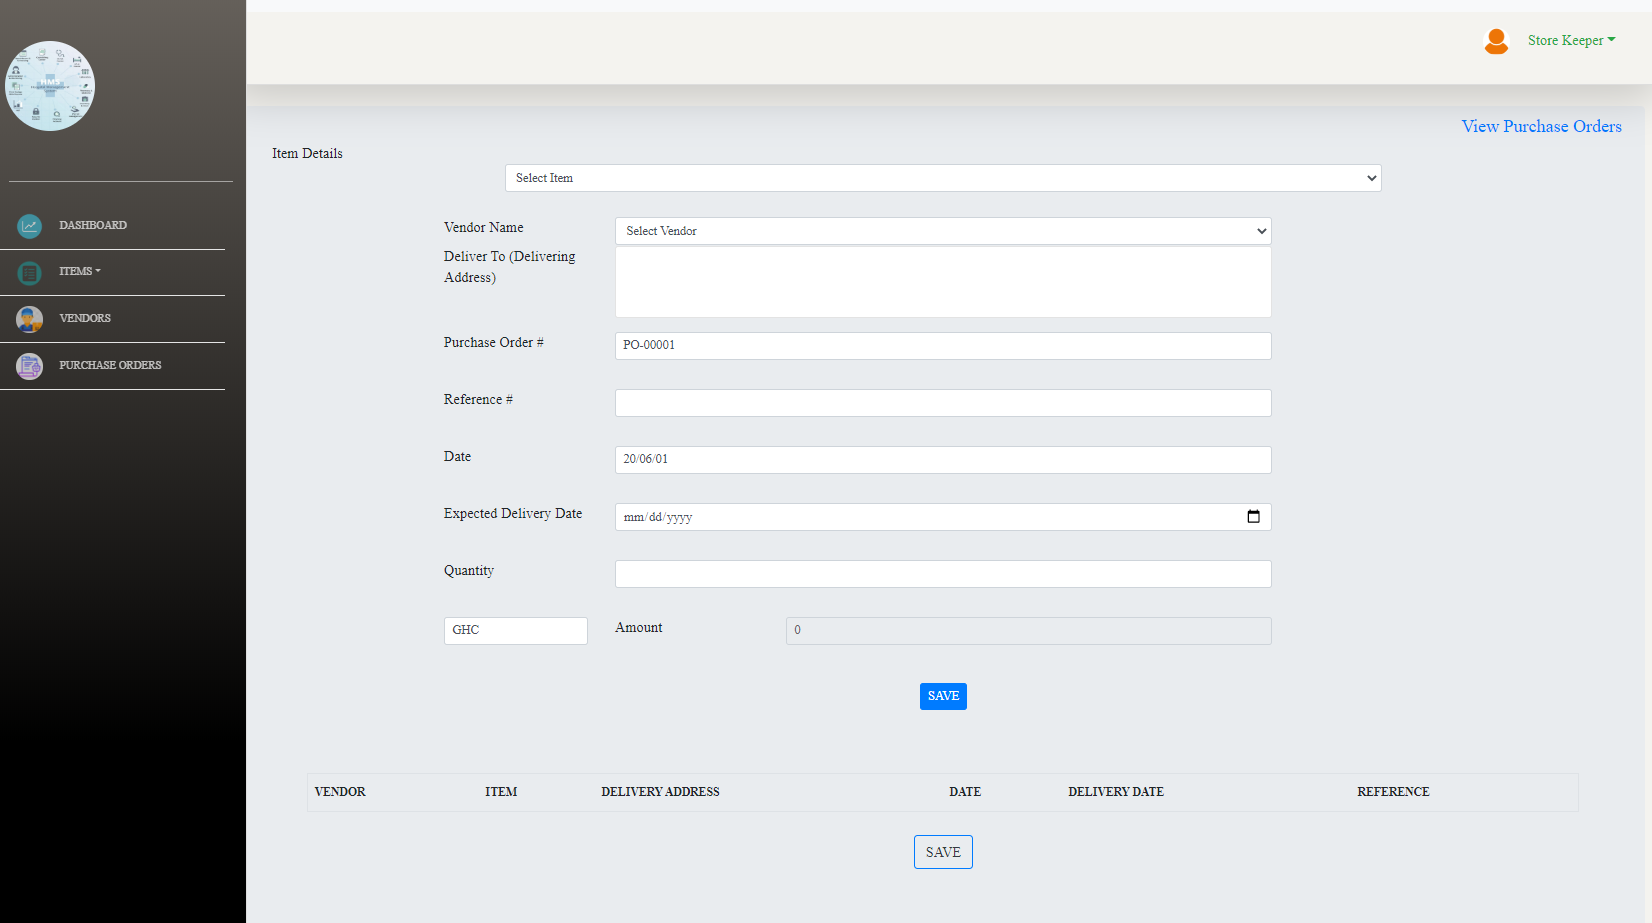 HMS
Store Keeper
View Purchase Orders
Item Details
Select Item
DASHBOARD
ITEMS
VENDORS
PURCHASE ORDERS
Vendor Name
Select Vendor
Deliver To (Delivering
Address)
Purchase Order #
PO-00001
Reference #
Date
20/06/01
Expected Delivery Date
mm/dd/yyyy
Quantity
GHC
Amount
0
SAVE
VENDOR ITEM DELIVERY ADDRESS DATE DELIVERY DATE REFERENCE
SAVE